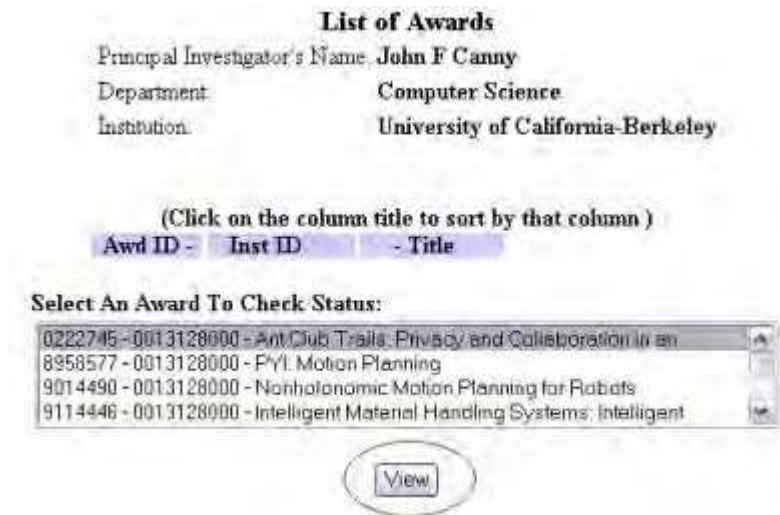 List of Awards
Principal Investigator's Name John F Canny
Department Computer Science
Institution. University of California-Berkeley
(Click on the column title to sort by that column )
Awd ID - Inst ID - Title
Select An Award To Check Status:
0222745 - 0013128000 - Ant Club Trails: Privacy and Collaboration in an
8958577 - 0013128000 - PYI: Motion Planning
9014490 - 0013128000 - Nonholonomic Motion Planning for Robots
9114446 - 0013128000 - Intelligent Material Handling Systems: Intelligent
View